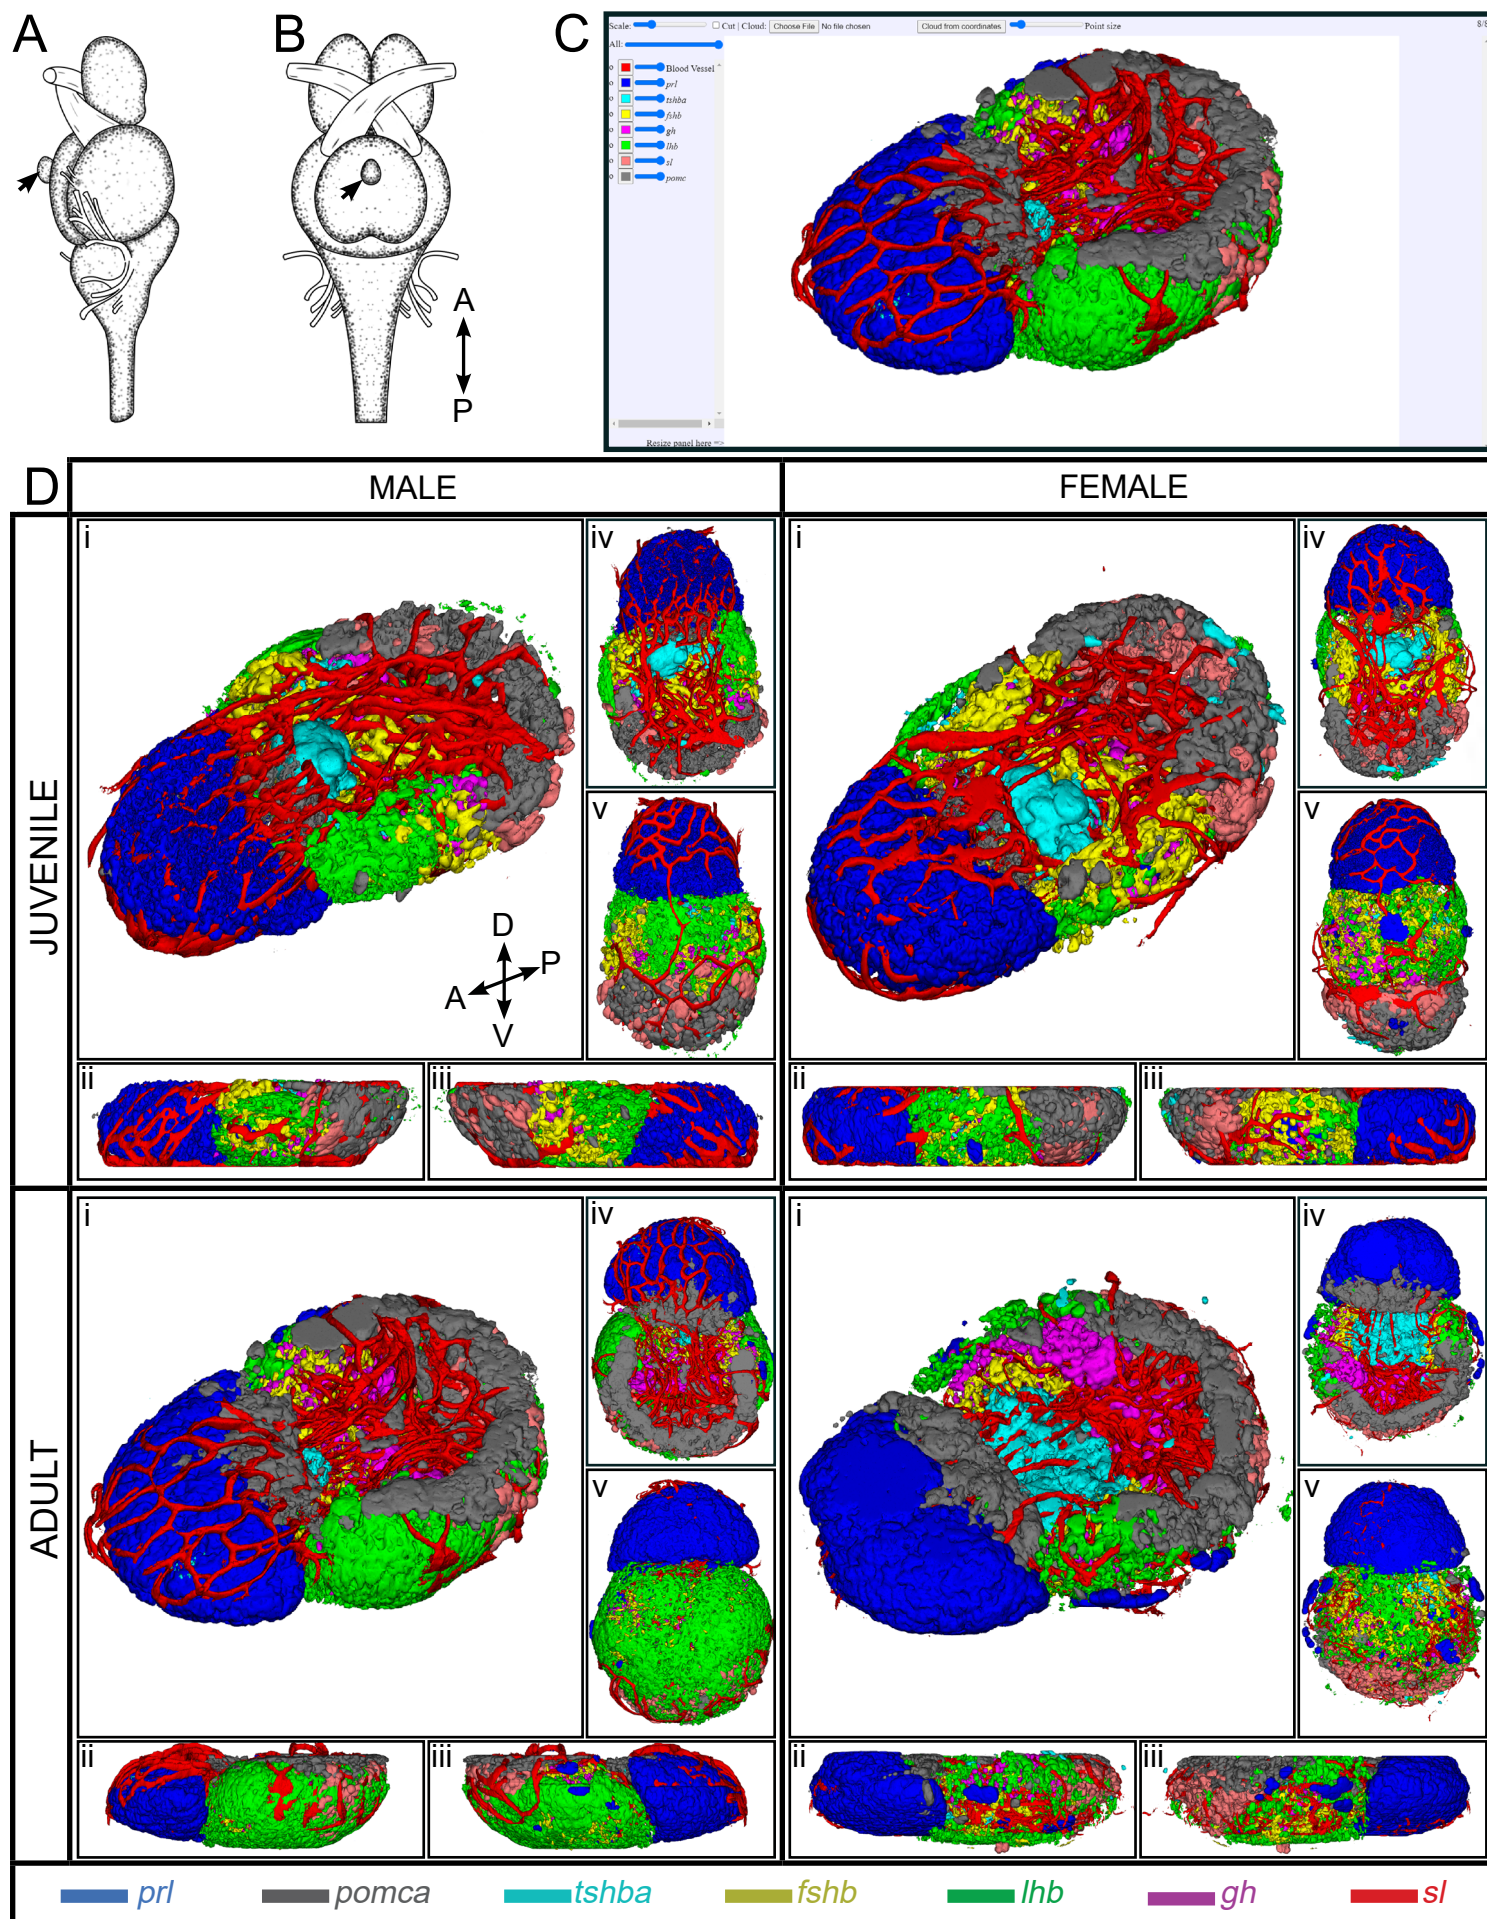 A
B
A
P
C
Scale:
Cut | Cloud: Choose File No file chosen
Cloud from coordinates
Point size
8/8
All:
o Blood Vessel
o prl
o tshba
o fshb
o gh
o lhb
o sl
o pomc
Resize panel here =>
D
MALE
FEMALE
JUVENILE
i
D
P
A
V
iv
v
ii
iii
i
iv
v
ii
iii
ADULT
i
iv
v
ii
iii
i
iv
v
ii
iii
prl
pomca
tshba
fshb
lhb
gh
sl